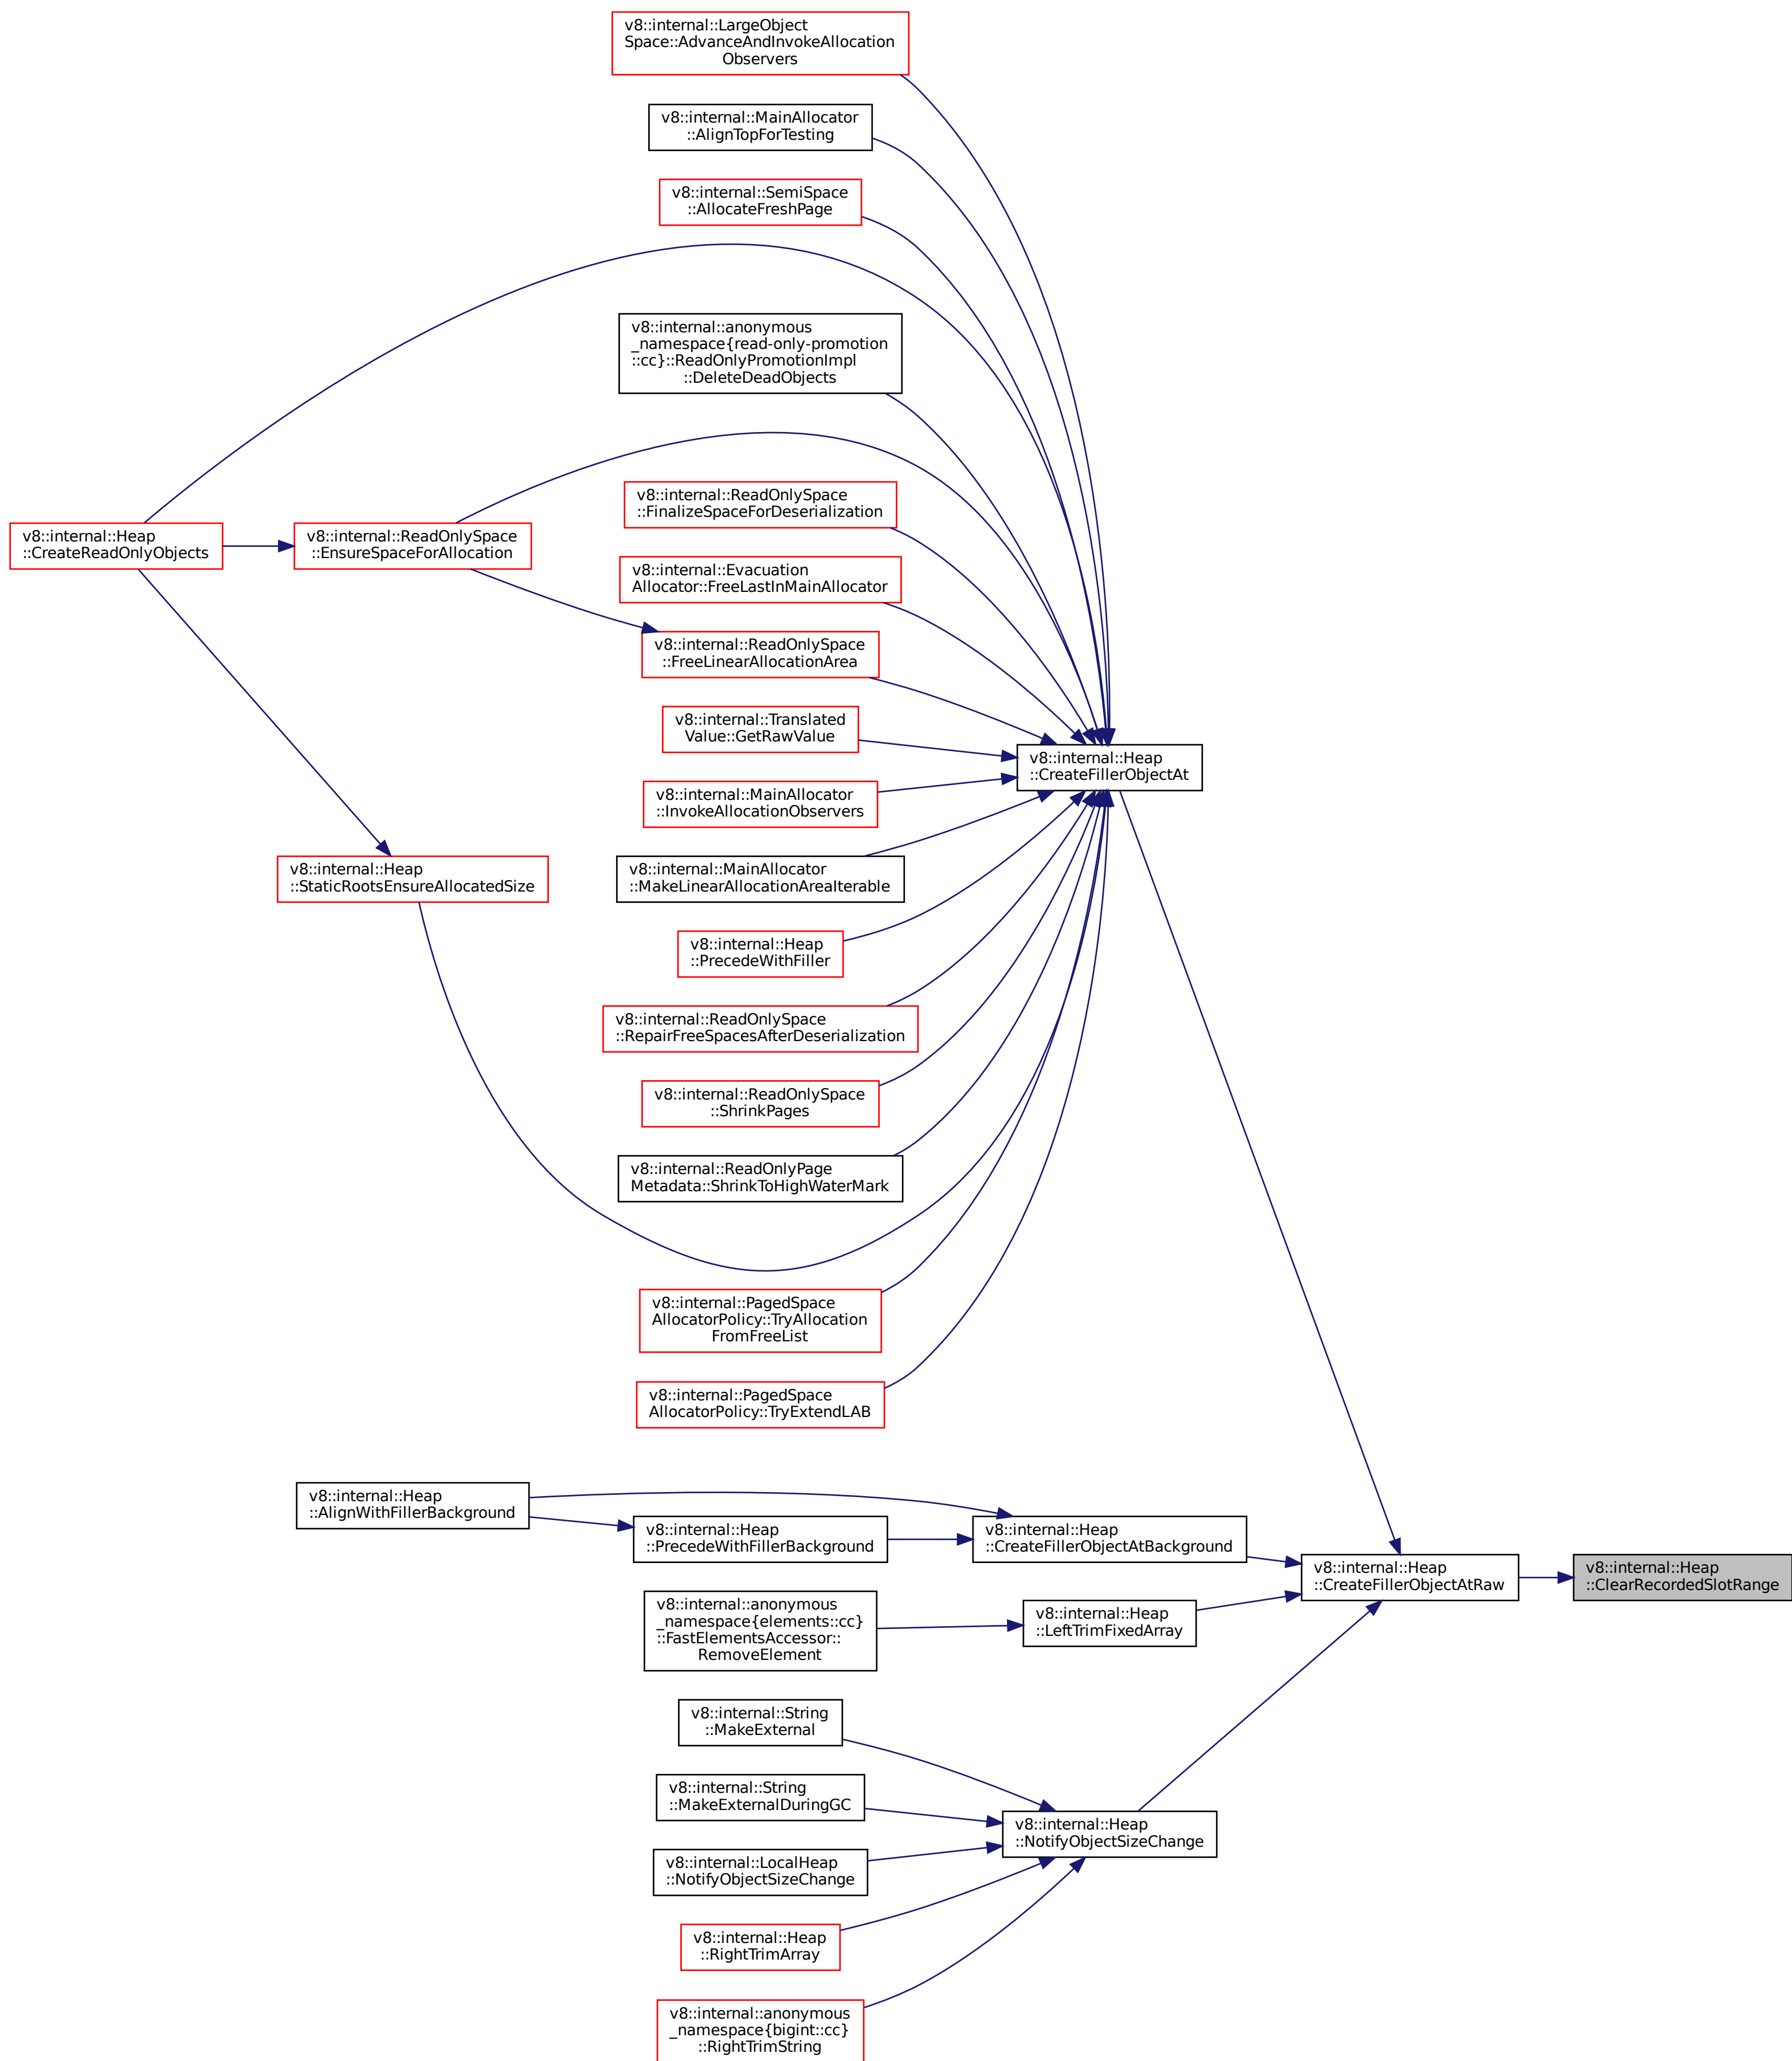 v8::internal::LargeObject
Space::AdvanceAndInvokeAllocation
Observers
v8::internal::MainAllocator
::AlignTopForTesting
v8::internal::SemiSpace
::AllocateFreshPage
v8::internal::anonymous
_namespace{read-only-promotion
::cc}::ReadOnlyPromotionImpl
::DeleteDeadObjects
v8::internal::ReadOnlySpace
::FinalizeSpaceForDeserialization
v8::internal::Heap
::CreateReadOnlyObjects
v8::internal::ReadOnlySpace
::EnsureSpaceForAllocation
v8::internal::Evacuation
Allocator::FreeLastInMainAllocator
v8::internal::ReadOnlySpace
::FreeLinearAllocationArea
v8::internal::Translated
Value::GetRawValue
v8::internal::Heap
::CreateFillerObjectAt
v8::internal::MainAllocator
::InvokeAllocationObservers
v8::internal::Heap
::StaticRootsEnsureAllocatedSize
v8::internal::MainAllocator
::MakeLinearAllocationAreaIterable
v8::internal::Heap
::PrecedeWithFiller
v8::internal::ReadOnlySpace
::RepairFreeSpacesAfterDeserialization
v8::internal::ReadOnlySpace
::ShrinkPages
v8::internal::ReadOnlyPage
Metadata::ShrinkToHighWaterMark
v8::internal::PagedSpace
AllocatorPolicy::TryAllocation
FromFreeList
v8::internal::PagedSpace
AllocatorPolicy::TryExtendLAB
v8::internal::Heap
::AlignWithFillerBackground
v8::internal::Heap
::PrecedeWithFillerBackground
v8::internal::Heap
::CreateFillerObjectAtBackground
v8::internal::Heap
::CreateFillerObjectAtRaw
v8::internal::Heap
::ClearRecordedSlotRange
v8::internal::anonymous
_namespace{elements::cc}
::FastElementsAccessor::
RemoveElement
v8::internal::Heap
::LeftTrimFixedArray
v8::internal::String
::MakeExternal
v8::internal::String
::MakeExternalDuringGC
v8::internal::Heap
::NotifyObjectSizeChange
v8::internal::LocalHeap
::NotifyObjectSizeChange
v8::internal::Heap
::RightTrimArray
v8::internal::anonymous
_namespace{bigint::cc}
::RightTrimString